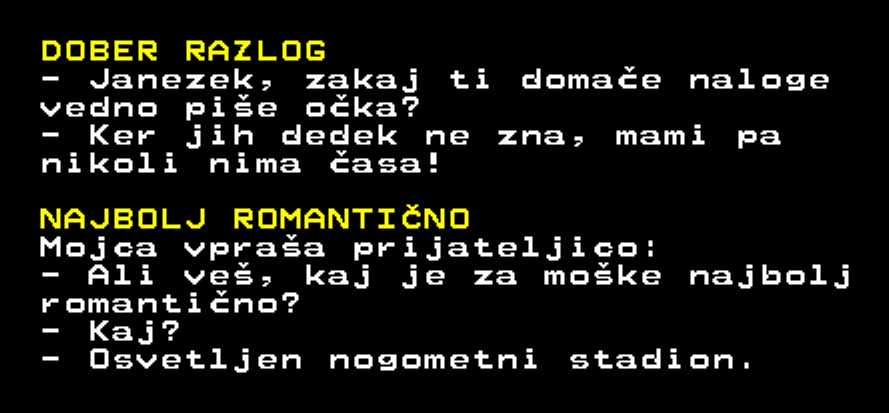 DOBER RAZLOG
- Janezek, zakaj ti domače naloge
vedno piše očka?
- Ker jih dedek ne zna, mami pa
nikoli nima časa!
NAJBOLJ ROMANTIČNO
Mojca vpraša prijateljico:
- Ali veš, kaj je za moške najbolj
romantično?
- Kaj?
- Osvetljen nogometni stadion.